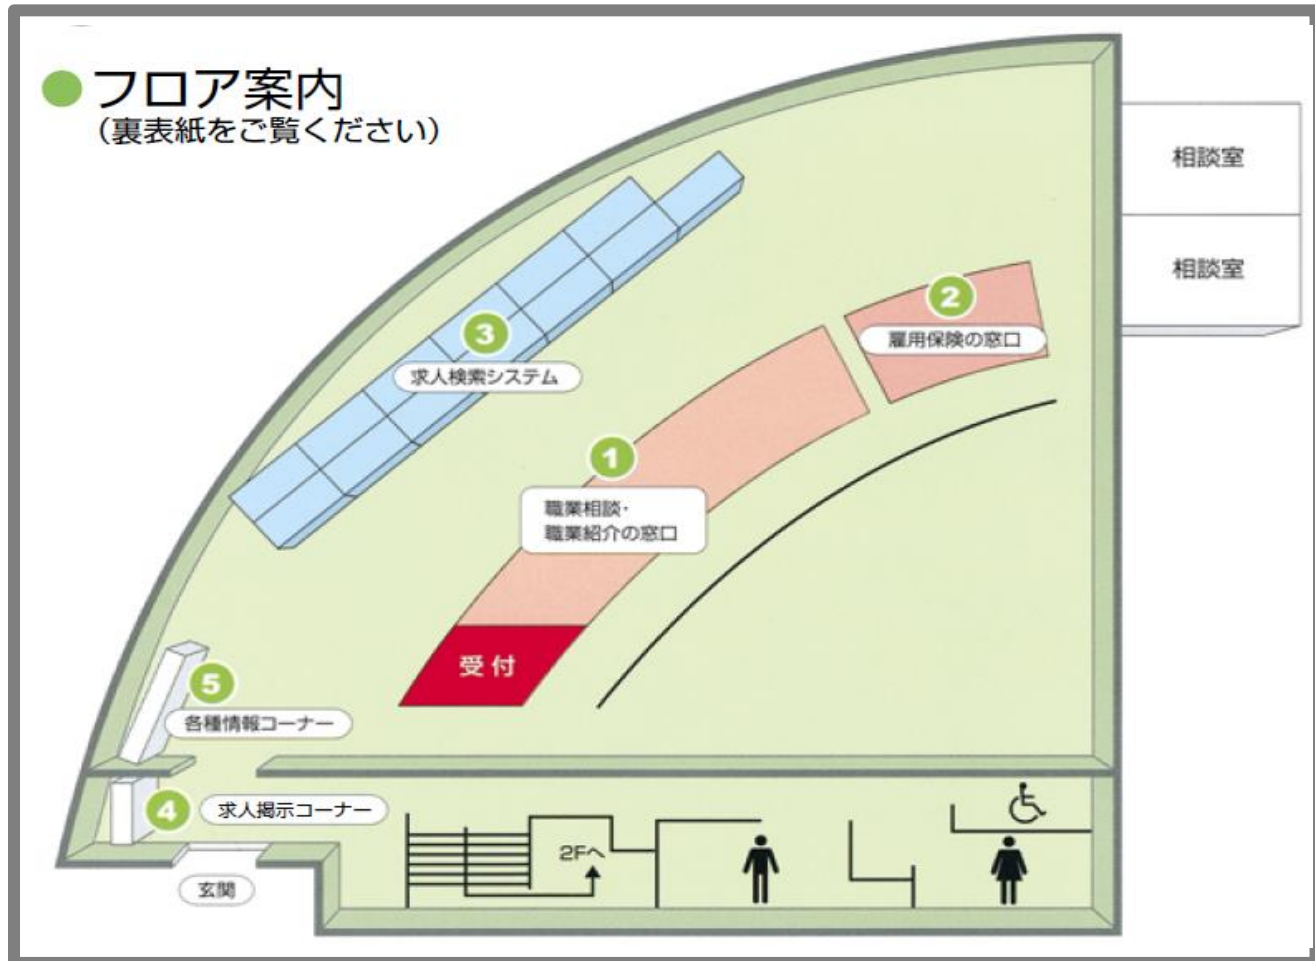 フロア案内
（裏表紙をご覧ください）
相談室
相談室
2
雇用保険の窓口
3
求人検索システム
1
職業相談・
職業紹介の窓口
受付
5
各種情報コーナー
4
求人掲示コーナー
2Fへ
玄関